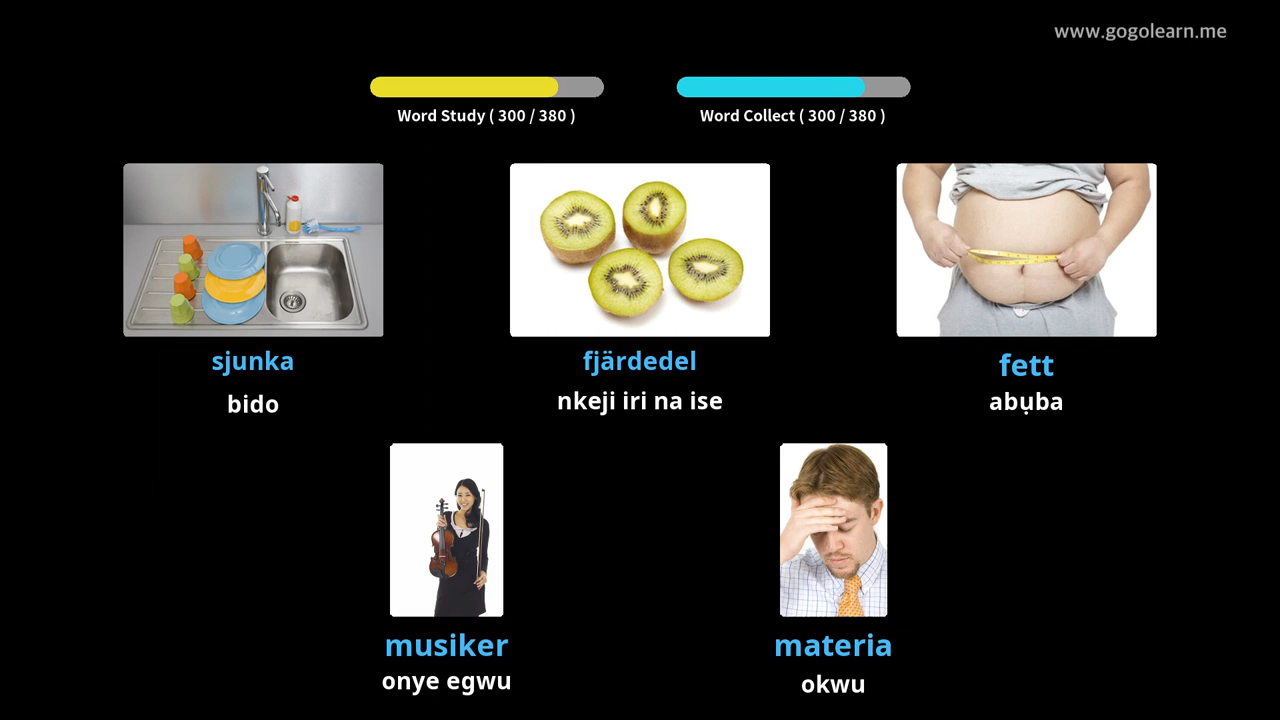 www.gogolearn.me
Word Study ( 300 / 380 )
Word Collect ( 300 / 380 )
sjunka
bido
fjärdedel
nkeji iri na ise
fett
abụba
musiker
onye egwu
materia
okwu